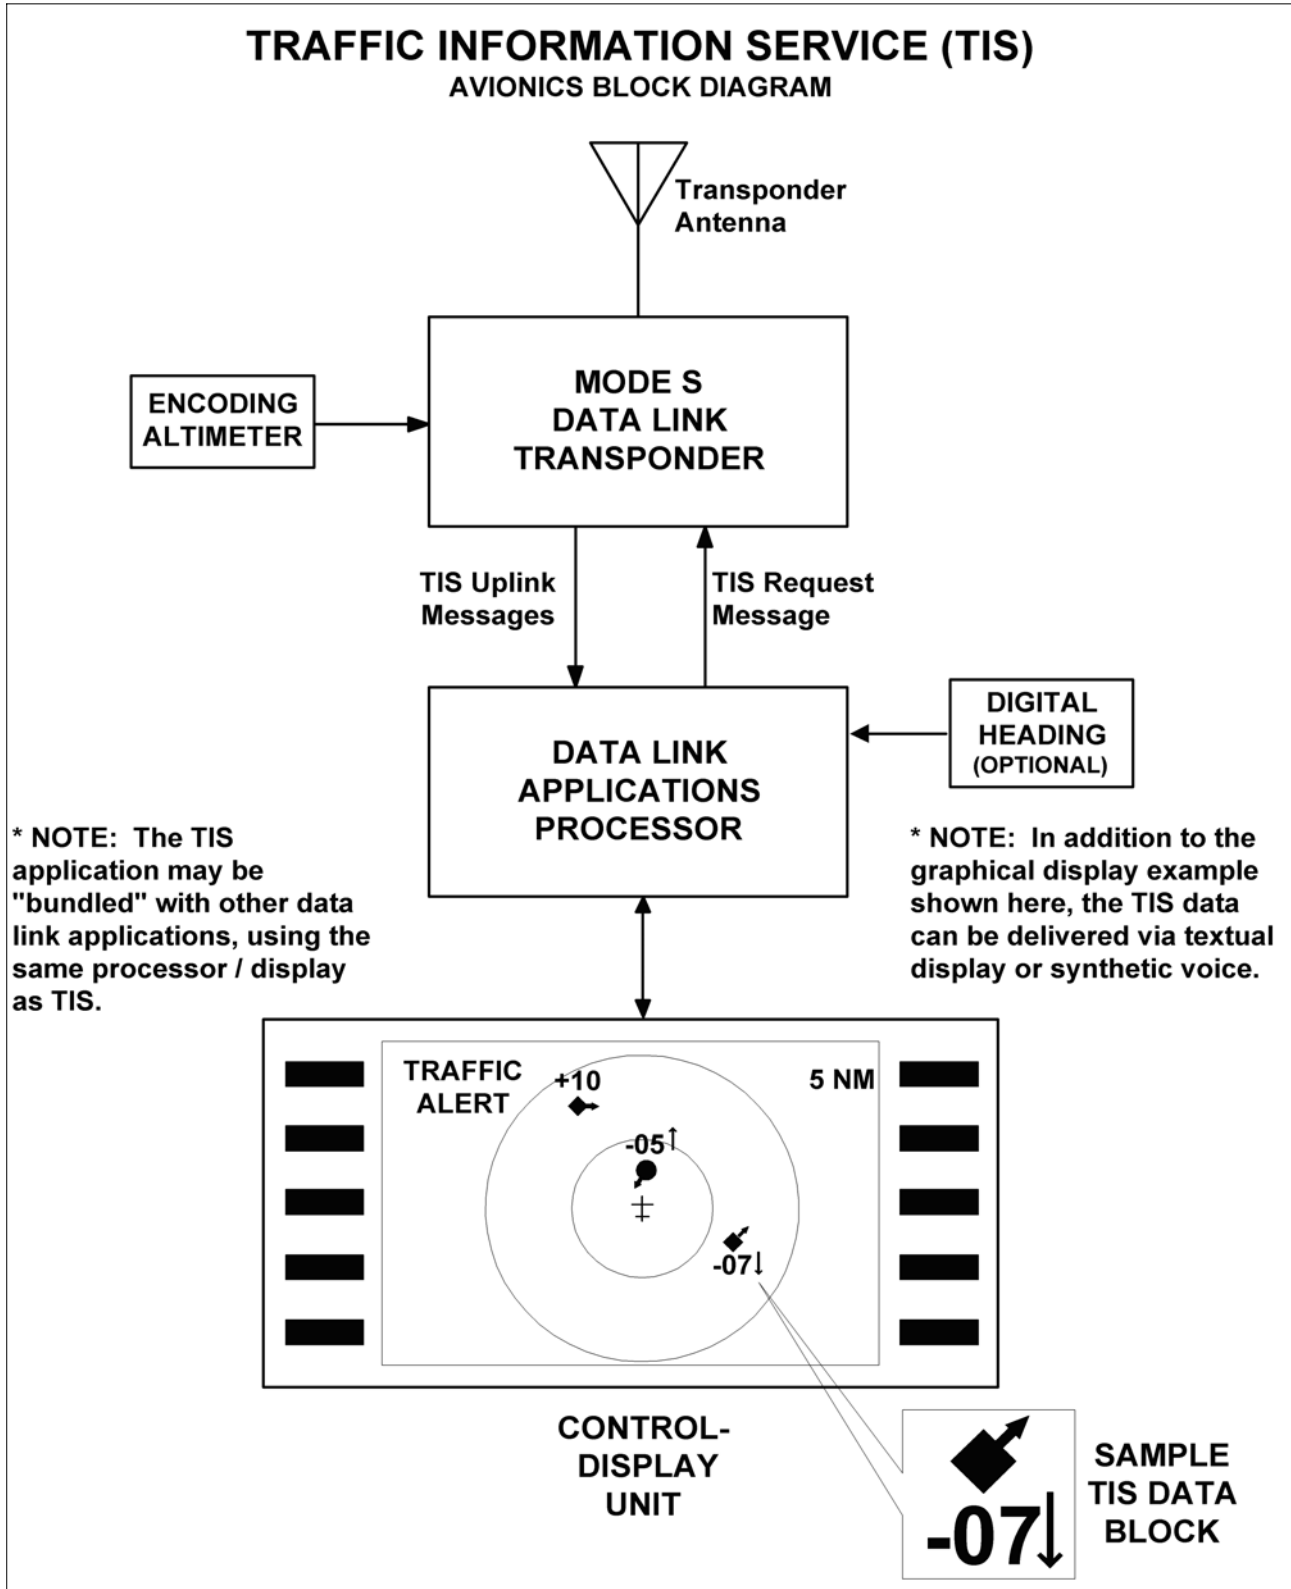 TRAFFIC INFORMATION SERVICE (TIS)
AVIONICS BLOCK DIAGRAM
Transponder
Antenna
MODE S
DATA LINK
TRANSPONDER
ENCODING
ALTIMETER
TIS Uplink
Messages
TIS Request
Message
DATA LINK
APPLICATIONS
PROCESSOR
DIGITAL
HEADING
(OPTIONAL)
* NOTE: The TIS
application may be
"bundled" with other data
link applications, using the
same processor / display
as TIS.
* NOTE: In addition to the
graphical display example
shown here, the TIS data
can be delivered via textual
display or synthetic voice.
TRAFFIC
ALERT
+10
5 NM
-05↑
-07↓
CONTROL-
DISPLAY
UNIT
-07↓
SAMPLE
TIS DATA
BLOCK